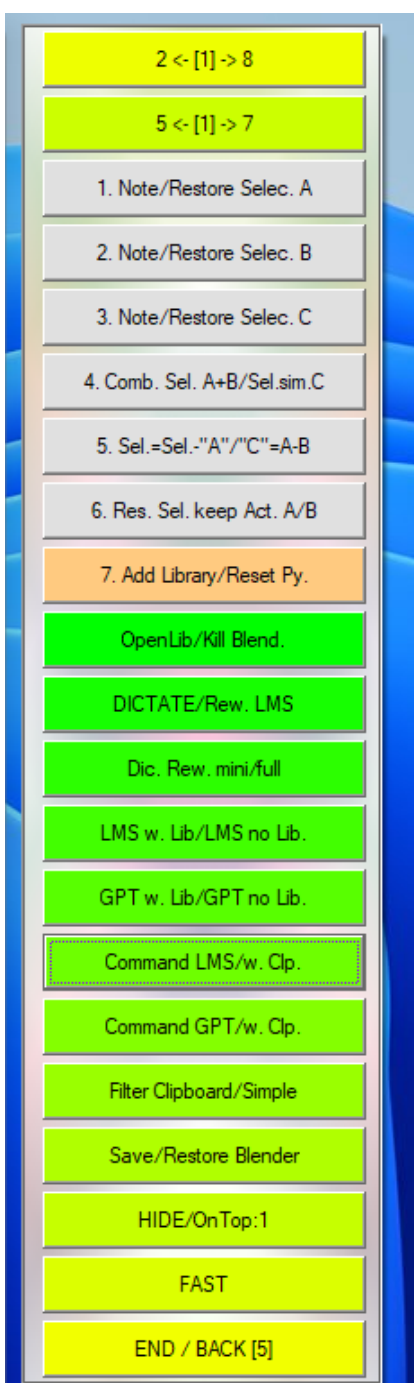 2 <- [1] -> 8
5 <- [1] -> 7
1. Note/Restore Selec. A
2. Note/Restore Selec. B
3. Note/Restore Selec. C
4. Comb. Sel. A+B/Sel.sim.C
5. Sel.=Sel.-"A"/"C"=A-B
6. Res. Sel. keep Act. A/B
7. Add Library/Reset Py.
OpenLib/Kill Blend.
DICTATE/Rew. LMS
Dic. Rew. mini/full
LMS w. Lib/LMS no Lib.
GPT w. Lib/GPT no Lib.
Command LMS/w. Clp.
Command GPT/w. Clp.
Filter Clipboard/Simple
Save/Restore Blender
HIDE/OnTop:1
FAST
END / BACK [5]